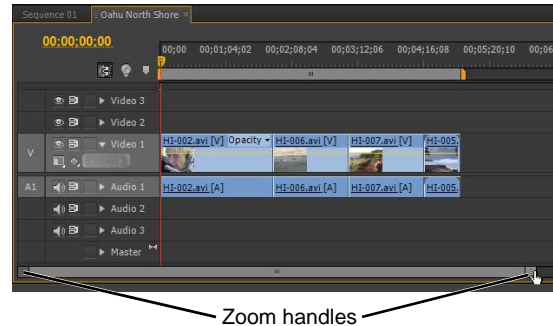 Sequence 01 Oahu North Shore ×
00;00;00;00
00;00 00;01;04;02 00;02;08;04 00;03;12;06 00;04;16;08 00;05;20;10 00;06
Video 3
Video 2
V Video 1 HI-002.avi [V] Opacity HI-006.avi [V] HI-007.avi [V] HI-005.
A1 Audio 1 HI-002.avi [A] HI-006.avi [A] HI-007.avi [A] HI-005.
Audio 2
Audio 3
Master
Zoom handles